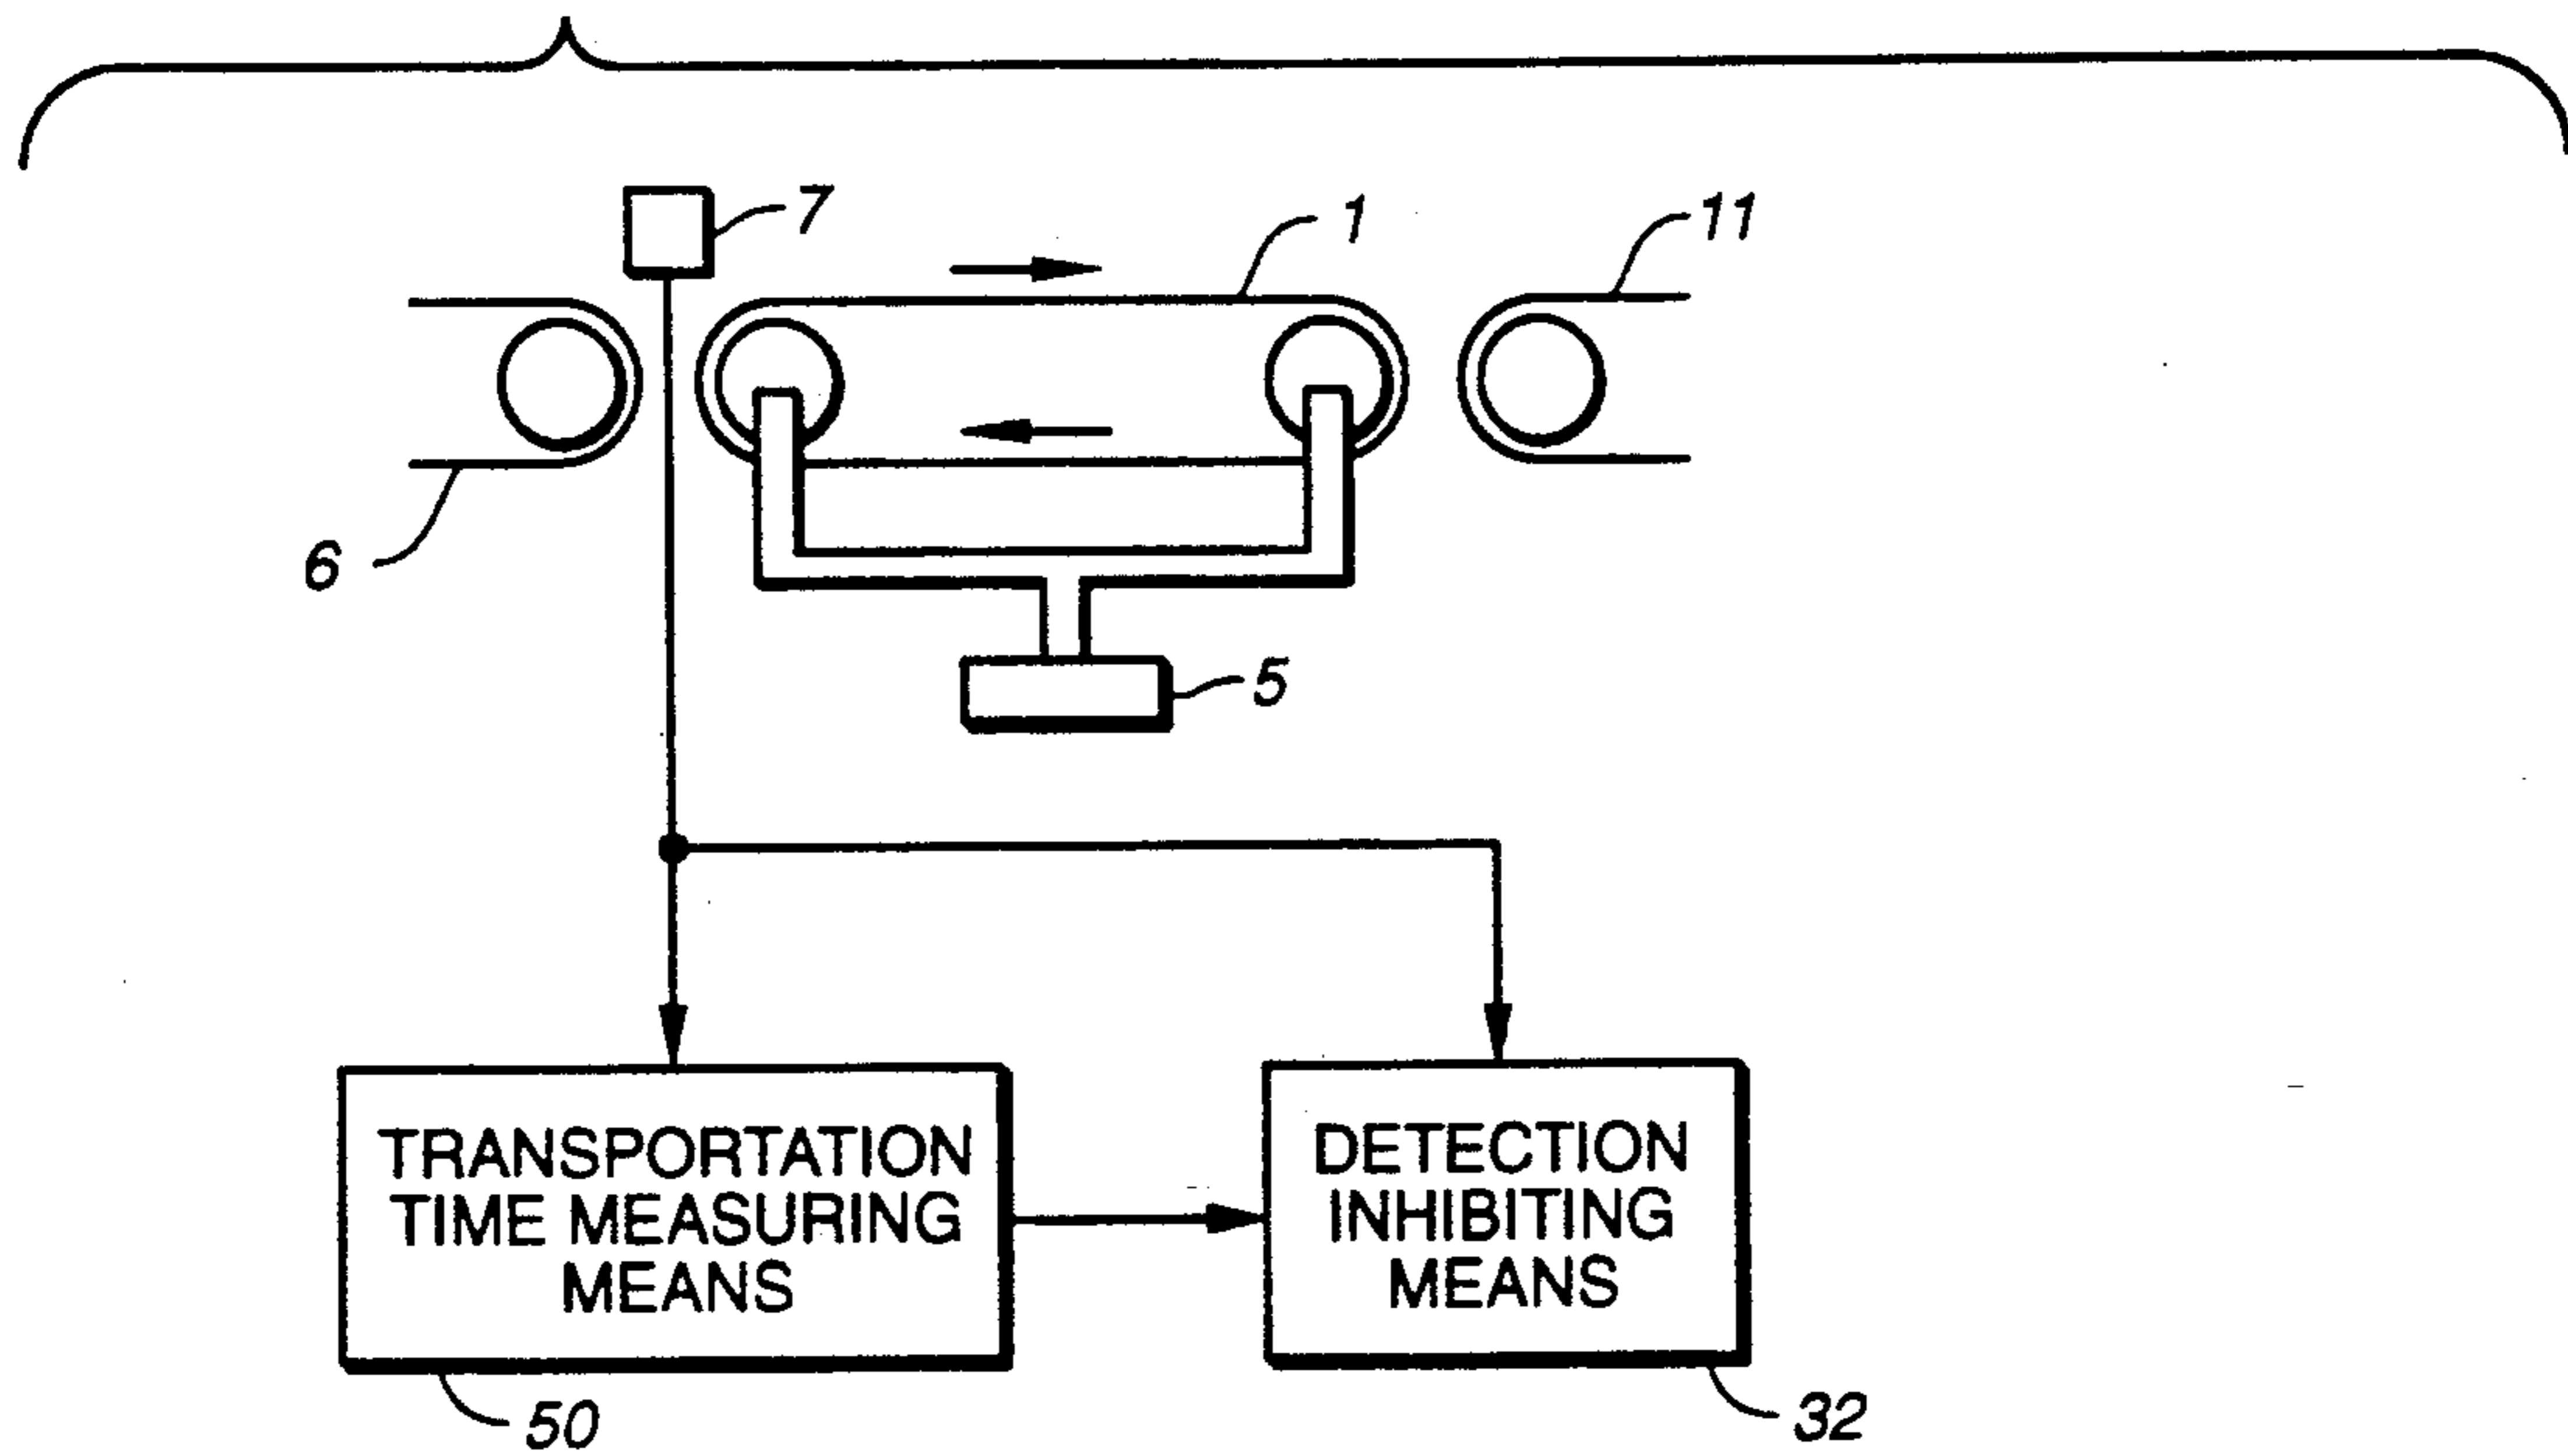 7
1
11
6
5
TRANSPORTATION
TIME MEASURING
MEANS
DETECTION
INHIBITING
MEANS
50
32